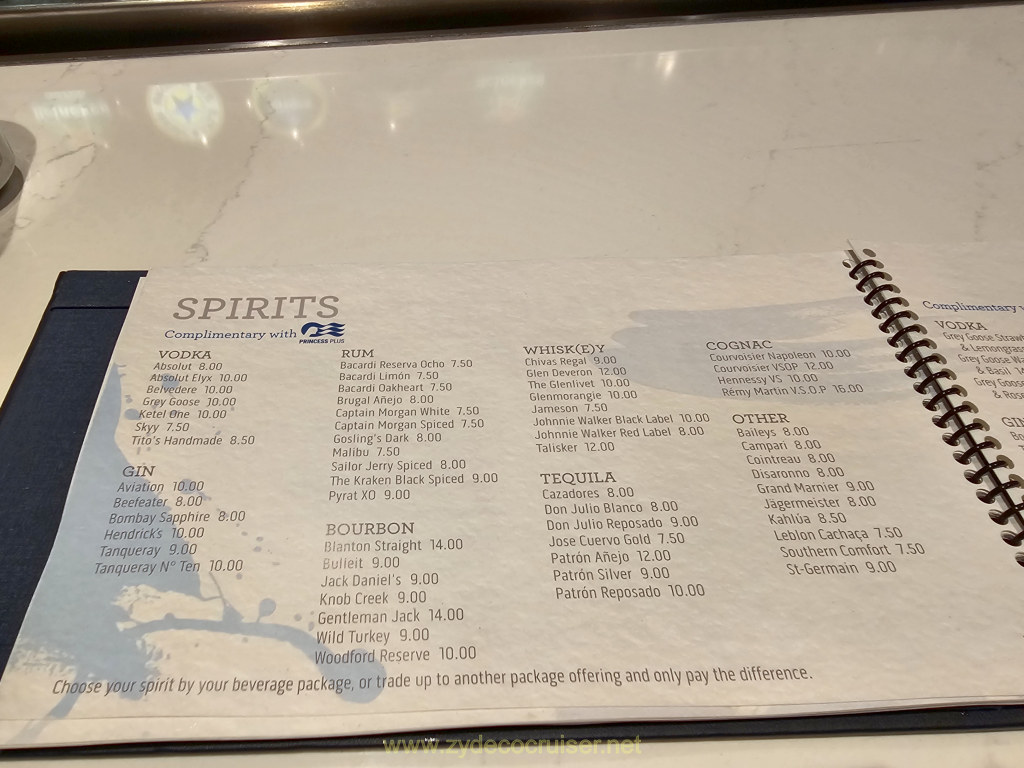 SPIRITS
Complimentary with PRINCESS PLUS
VODKA
Absolut 8.00
Absolut Elyx 10.00
Belvedere 10.00
Grey Goose 10.00
Ketel One 10.00
Skyy 7.50
Tito's Handmade 8.50
GIN
Aviation 10.00
Beefeater 8.00
Bombay Sapphire 8.00
Hendrick's 10.00
Tanqueray 9.00
Tanqueray Nº Ten 10.00
RUM
Bacardi Reserva Ocho 7.50
Bacardi Limón 7.50
Bacardi Oakheart 7.50
Brugal Añejo 8.00
Captain Morgan White 7.50
Captain Morgan Spiced 7.50
Gosling's Dark 8.00
Malibu 7.50
Sailor Jerry Spiced 8.00
The Kraken Black Spiced 9.00
Pyrat XO 9.00
BOURBON
Blanton Straight 14.00
Bulleit 9.00
Jack Daniel's 9.00
Knob Creek 9.00
Gentleman Jack 14.00
Wild Turkey 9.00
Woodford Reserve 10.00
WHISK(E)Y
Chivas Regal 9.00
Glen Deveron 12.00
The Glenlivet 10.00
Glenmorangie 10.00
Jameson 7.50
Johnnie Walker Black Label 10.00
Johnnie Walker Red Label 8.00
Talisker 12.00
TEQUILA
Cazadores 8.00
Don Julio Blanco 8.00
Don Julio Reposado 9.00
Jose Cuervo Gold 7.50
Patrón Añejo 12.00
Patrón Silver 9.00
Patrón Reposado 10.00
COGNAC
Courvoisier Napoleon 10.00
Courvoisier VSOP 12.00
Hennessy VS 10.00
Rémy Martin V.S.O.P 16.00
OTHER
Baileys 8.00
Campari 8.00
Cointreau 8.00
Disaronno 8.00
Grand Marnier 9.00
Jägermeister 8.00
Kahlúa 8.50
Leblon Cachaça 7.50
Southern Comfort 7.50
St-Germain 9.00
Choose your spirit by your beverage package, or trade up to another package offering and only pay the difference.
Complimentary
VODKA
Grey Goose
& Lemongrass
Grey Goose
& Basil
Grey Goose
&
www.zydecocruiser.net